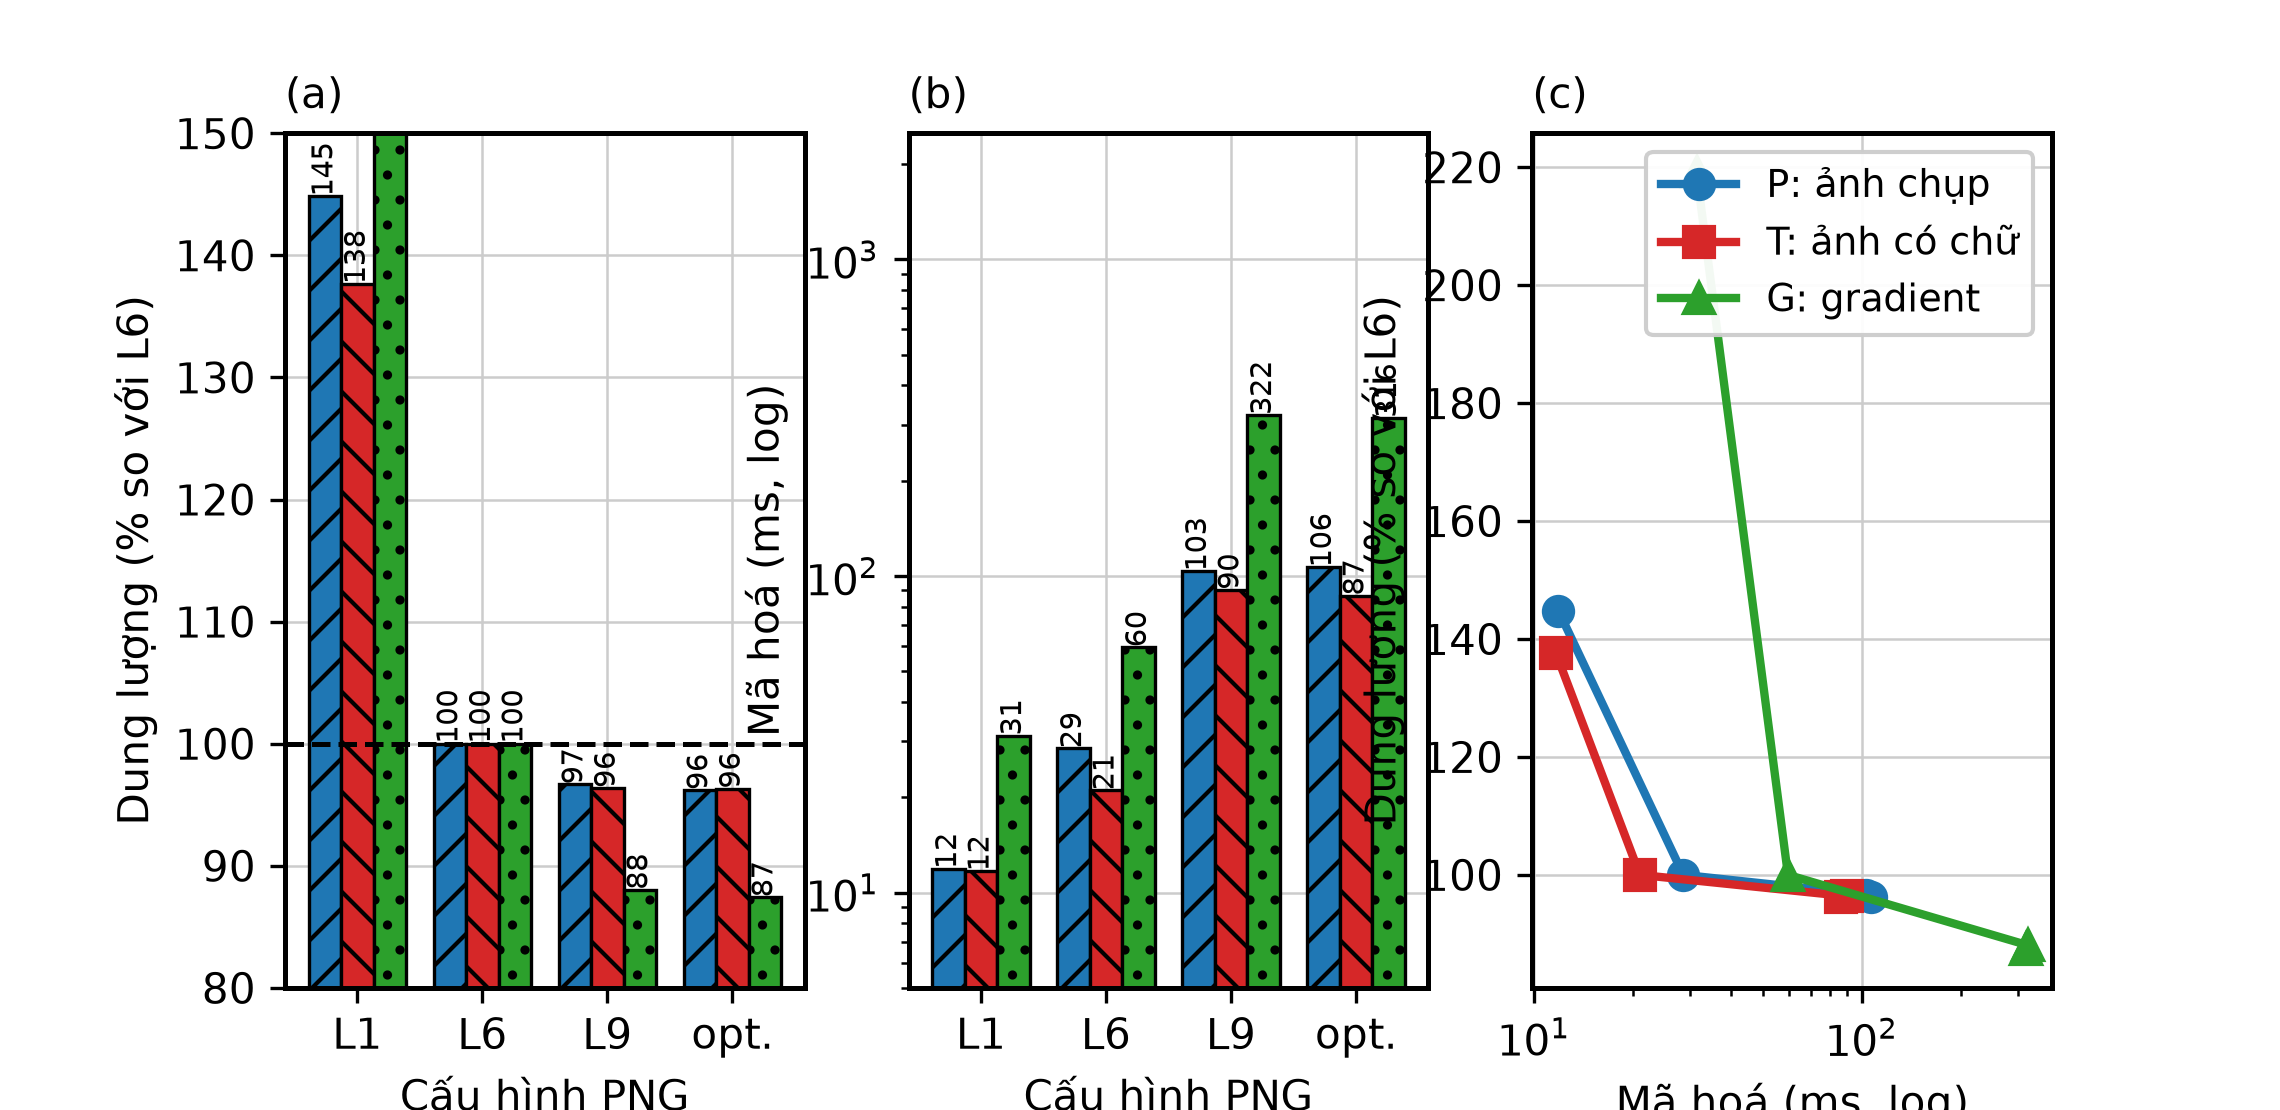 (a)
150
140
130
120
110
100
90
80
Dung lượng (% so với L6)
145
138
100
100
100
97
96
88
96
96
87
L1
L6
L9
opt.
Cấu hình PNG
(b)
10³
10²
10¹
Mã hoá (ms, log)
12
12
31
29
21
60
103
90
322
106
87
316
L1
L6
L9
opt.
Cấu hình PNG
(c)
220
200
180
160
140
120
100
Dung lượng (% so với L6)
P: ảnh chụp
T: ảnh có chữ
G: gradient
10¹
10²
Mã hoá (ms, log)